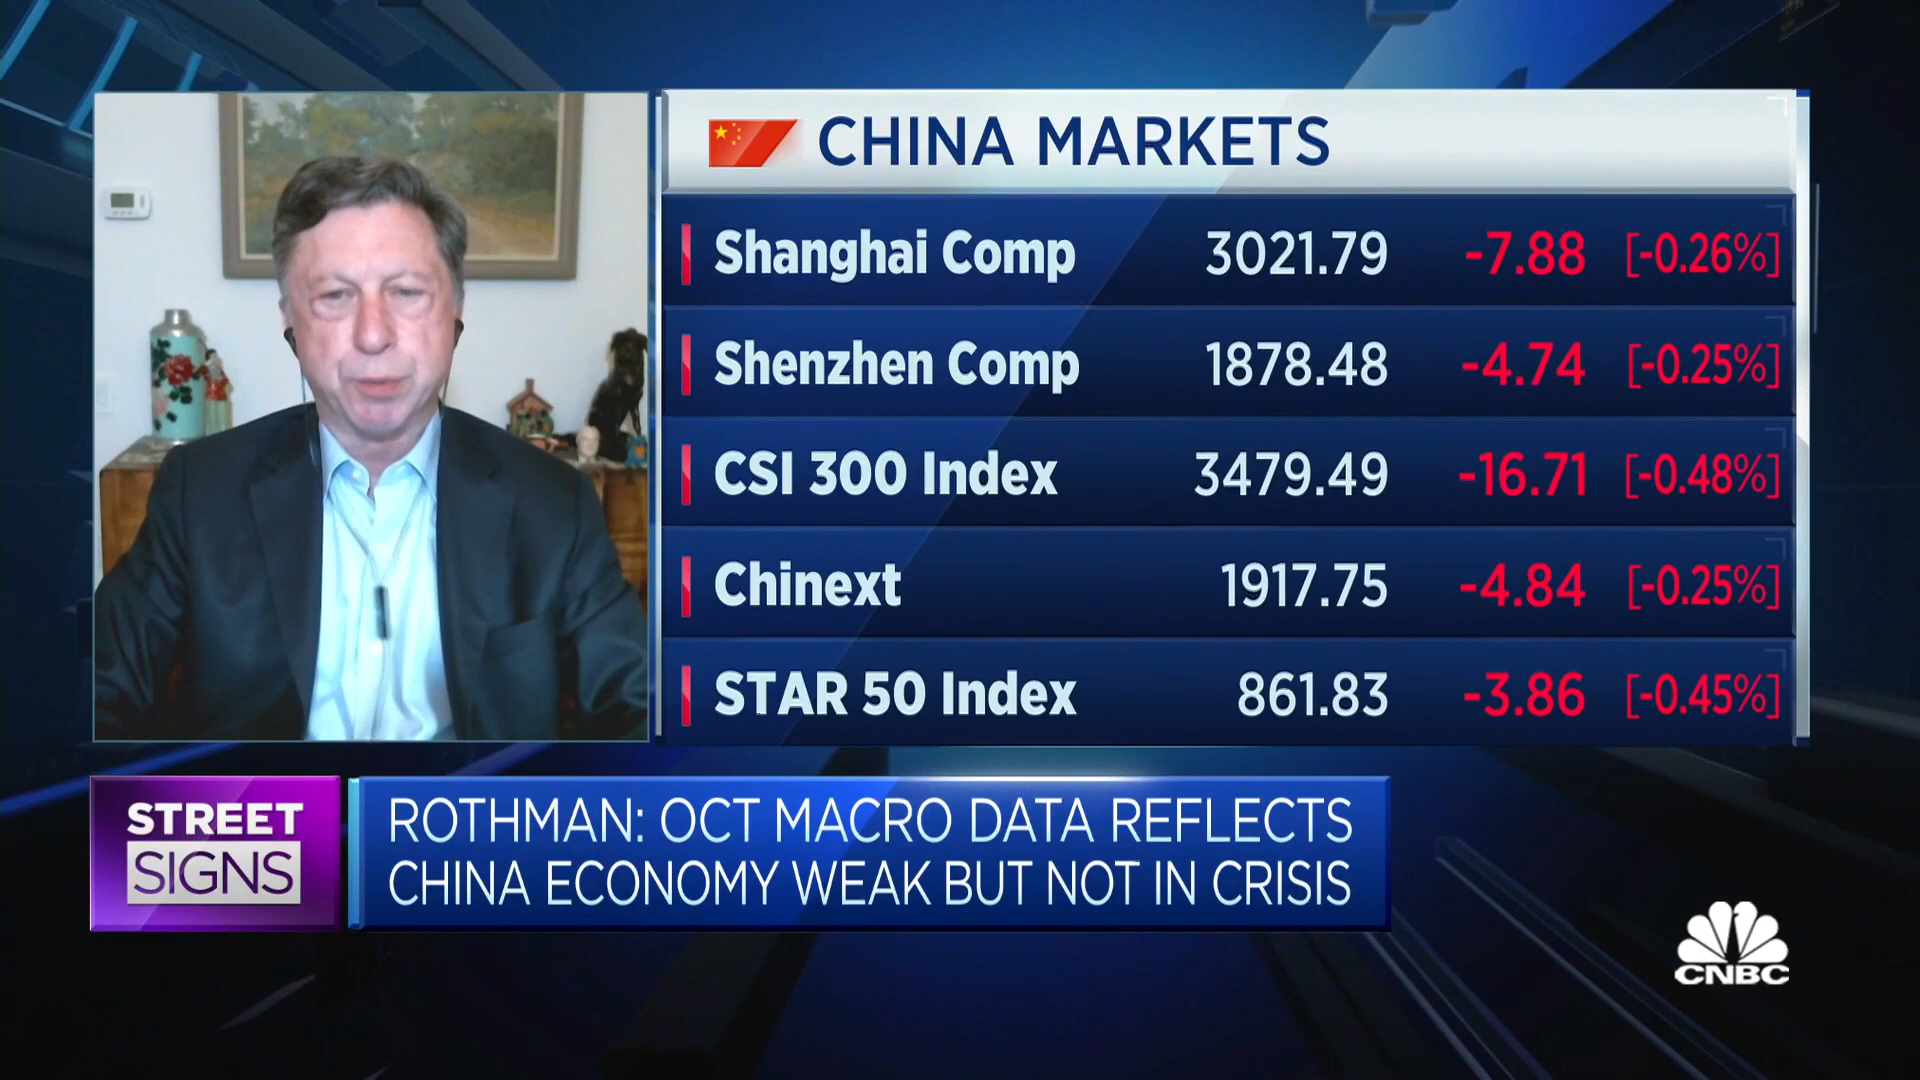 CHINA MARKETS
Shanghai Comp 3021.79 -7.88 [-0.26%]
Shenzhen Comp 1878.48 -4.74 [-0.25%]
CSI 300 Index 3479.49 -16.71 [-0.48%]
Chinext 1917.75 -4.84 [-0.25%]
STAR 50 Index 861.83 -3.86 [-0.45%]
STREET
SIGNS
ROTHMAN: OCT MACRO DATA REFLECTS
CHINA ECONOMY WEAK BUT NOT IN CRISIS
CNBC